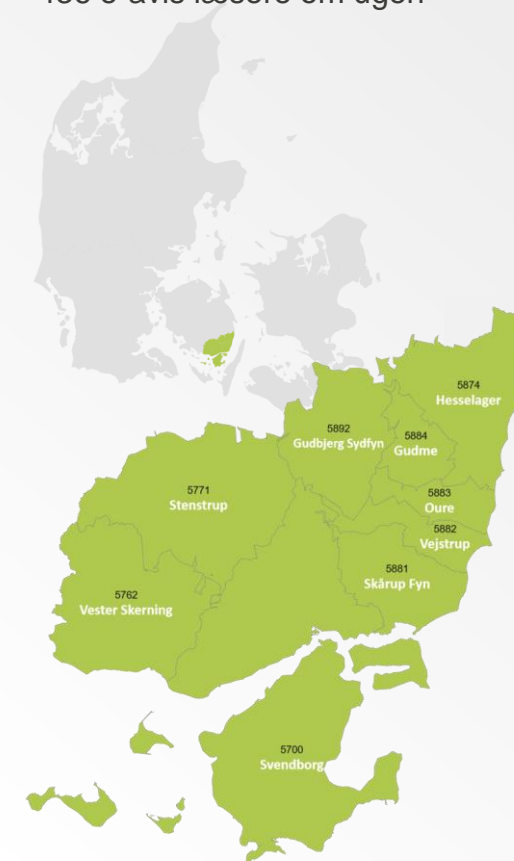 e-avis læsere om ugen
5874
Hesselager
5892
Gudbjerg Sydfyn
5884
Gudme
5771
Stenstrup
5883
Oure
5882
Vejstrup
5881
Skårup Fyn
5762
Vester Skerning
5700
Svendborg